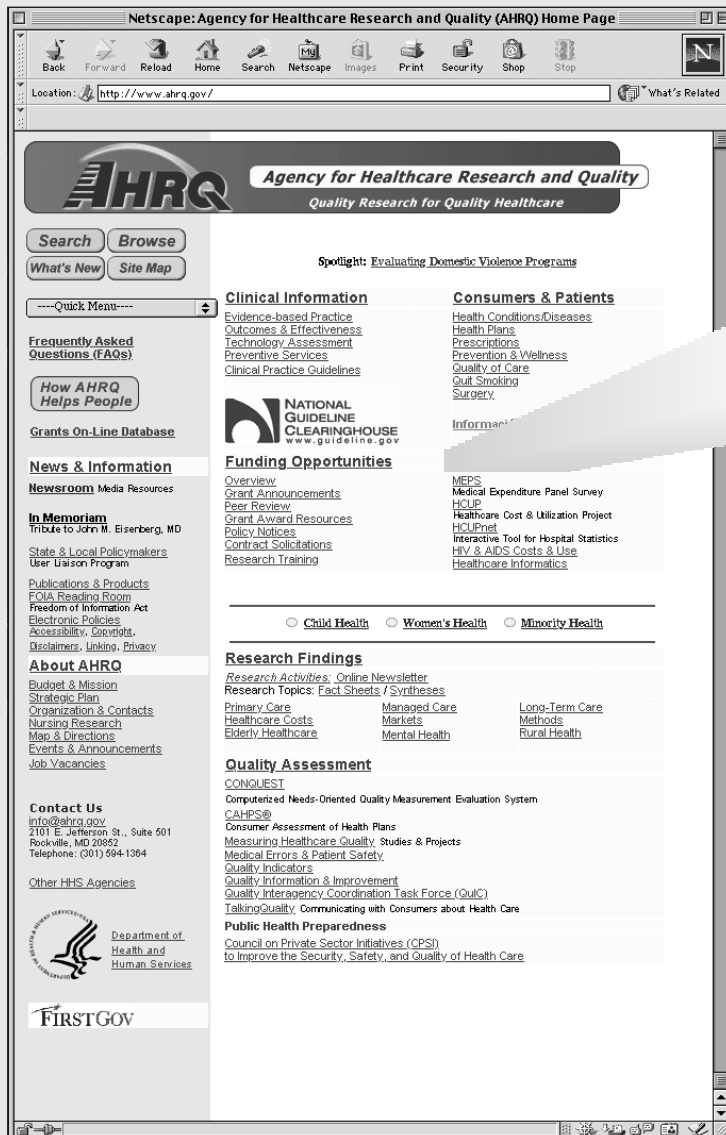 Netscape: Agency for Healthcare Research and Quality (AHRQ) Home Page
Back Forward Reload Home Search Netscape Images Print Security Shop Stop
My
N
Location: http://www.ahrq.gov/ What's Related
AHRQ
Agency for Healthcare Research and Quality
Quality Research for Quality Healthcare
Search Browse
What's New Site Map
----Quick Menu----
Frequently Asked
Questions (FAQs)
How AHRQ
Helps People
Grants On-Line Database
News & Information
Newsroom Media Resources
In Memoriam
Tribute to John M. Eisenberg, MD
State & Local Policymakers
User Liaison Program
Publications & Products
FOIA Reading Room
Freedom of Information Act
Electronic Policies
Accessibility, Copyright,
Disclaimers, Linking, Privacy
About AHRQ
Budget & Mission
Strategic Plan
Organization & Contacts
Nursing Research
Map & Directions
Events & Announcements
Job Vacancies
Contact Us
info@ahrq.gov
2101 E. Jefferson St., Suite 501
Rockville, MD 20852
Telephone: (301) 594-1364
Other HHS Agencies
Department of
Health and
Human Services
FIRSTGOV
Spotlight: Evaluating Domestic Violence Programs
Clinical Information
Evidence-based Practice
Outcomes & Effectiveness
Technology Assessment
Preventive Services
Clinical Practice Guidelines
NATIONAL
GUIDELINE
CLEARINGHOUSE
www.guideline.gov
Consumers & Patients
Health Conditions/Diseases
Health Plans
Prescriptions
Prevention & Wellness
Quality of Care
Quit Smoking
Surgery
Funding Opportunities
Overview
Grant Announcements
Peer Review
Grant Award Resources
Policy Notices
Contract Solicitations
Research Training
MEPS
Medical Expenditure Panel Survey
HCUP
Healthcare Cost & Utilization Project
HCUPnet
Interactive Tool for Hospital Statistics
HIV & AIDS Costs & Use
Healthcare Informatics
Child Health Women's Health Minority Health
Research Findings
Research Activities: Online Newsletter
Research Topics: Fact Sheets / Syntheses
Primary Care Managed Care Long-Term Care
Healthcare Costs Markets Methods
Elderly Healthcare Mental Health Rural Health
Quality Assessment
CONQUEST
Computerized Needs-Oriented Quality Measurement Evaluation System
CAHPS®
Consumer Assessment of Health Plans
Measuring Healthcare Quality Studies & Projects
Medical Errors & Patient Safety
Quality Indicators
Quality Information & Improvement
Quality Interagency Coordination Task Force (QuIC)
TalkingQuality Communicating with Consumers about Health Care
Public Health Preparedness
Council on Private Sector Initiatives (CPSI)
to Improve the Security, Safety, and Quality of Health Care